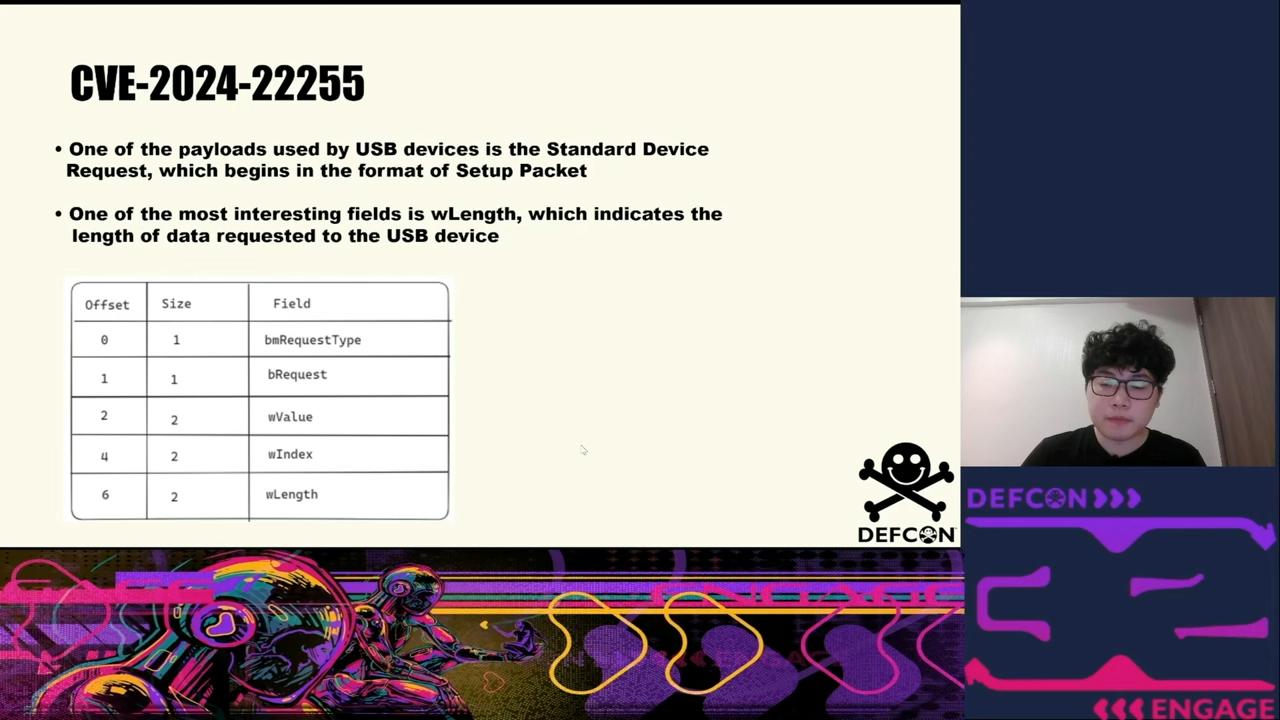 CVE-2024-22255
• One of the payloads used by USB devices is the Standard Device
Request, which begins in the format of Setup Packet
• One of the most interesting fields is wLength, which indicates the
length of data requested to the USB device
Offset Size Field
0 1 bmRequestType
1 1 bRequest
2 2 wValue
4 2 wIndex
6 2 wLength
DEFCON
DEFCON
ENGAGE